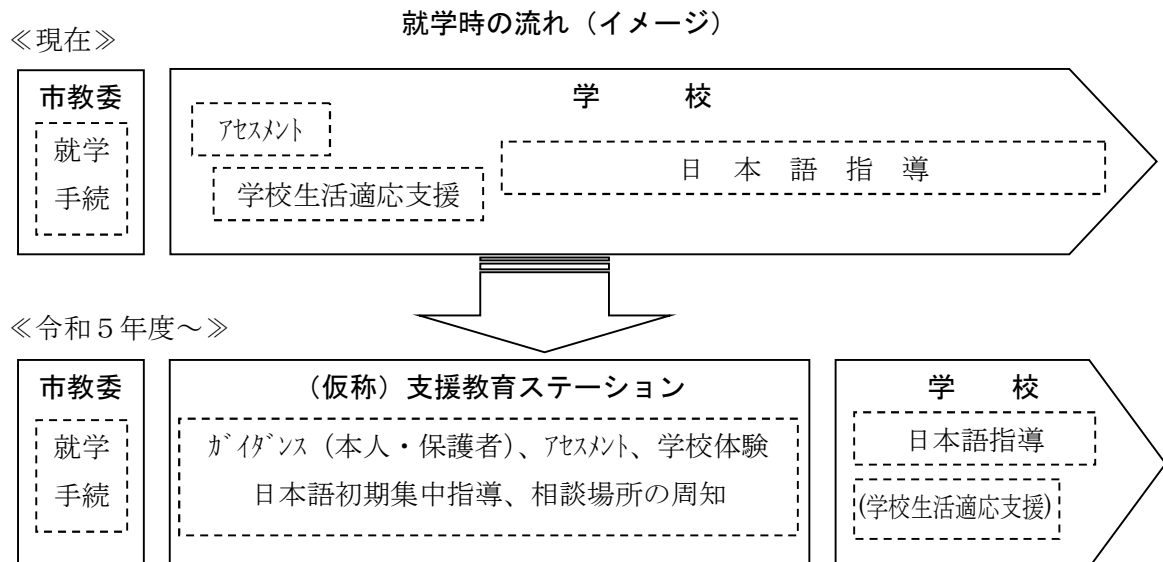 就学時の流れ（イメージ）
≪現在≫
市教委
就学
手続
学　　校
ｱｾｽﾒﾝﾄ
学校生活適応支援
日　本　語　指　導
≪令和５年度～≫
市教委
就学
手続
（仮称）支援教育ステーション
ｶﾞｲﾀﾞﾝｽ（本人・保護者）、ｱｾｽﾒﾝﾄ、学校体験
日本語初期集中指導、相談場所の周知
学　　校
日本語指導
(学校生活適応支援)